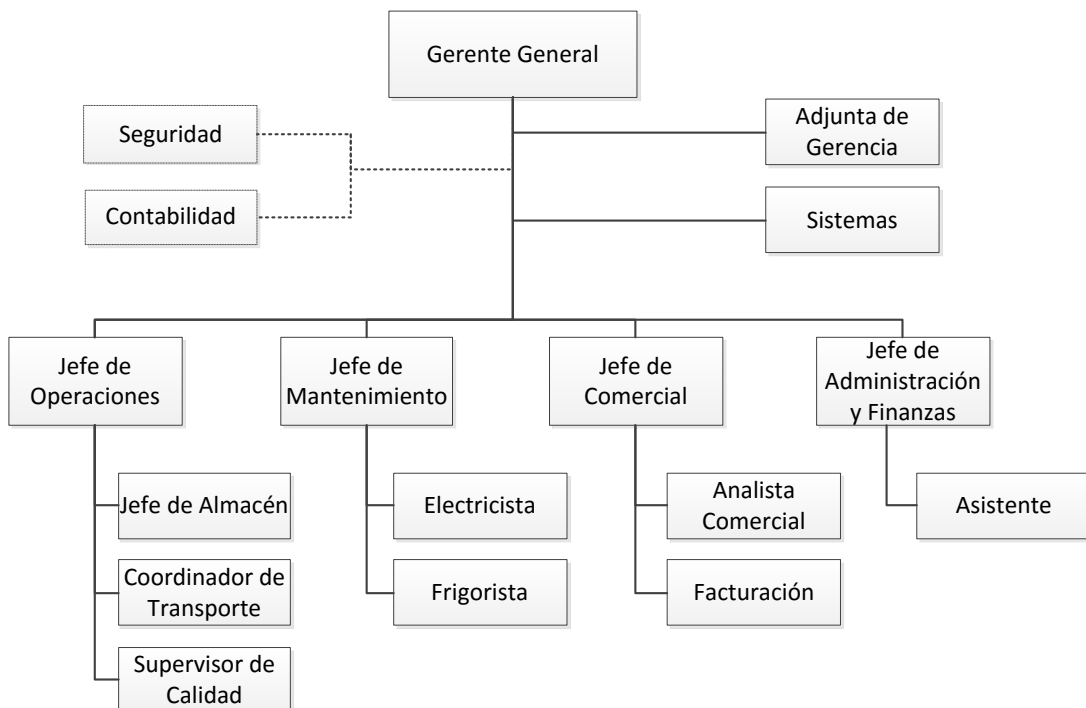 Gerente General
Seguridad
Adjunta de
Gerencia
Contabilidad
Sistemas
Jefe de
Operaciones
Jefe de
Mantenimiento
Jefe de
Comercial
Jefe de
Administración
y Finanzas
Jefe de Almacén
Electricista
Analista
Comercial
Asistente
Coordinador de
Transporte
Frigorista
Facturación
Supervisor de
Calidad